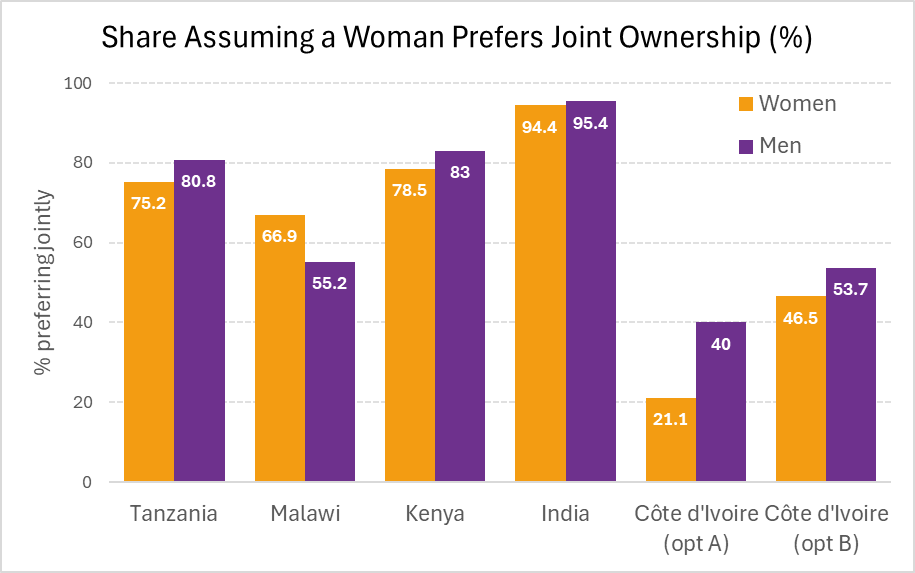 Share Assuming a Woman Prefers Joint Ownership (%)
Women
Men
% preferring jointly
100
80
60
40
20
0
75.2
80.8
66.9
55.2
78.5
83
94.4
95.4
21.1
40
46.5
53.7
Tanzania
Malawi
Kenya
India
Côte d'Ivoire
(opt A)
Côte d'Ivoire
(opt B)